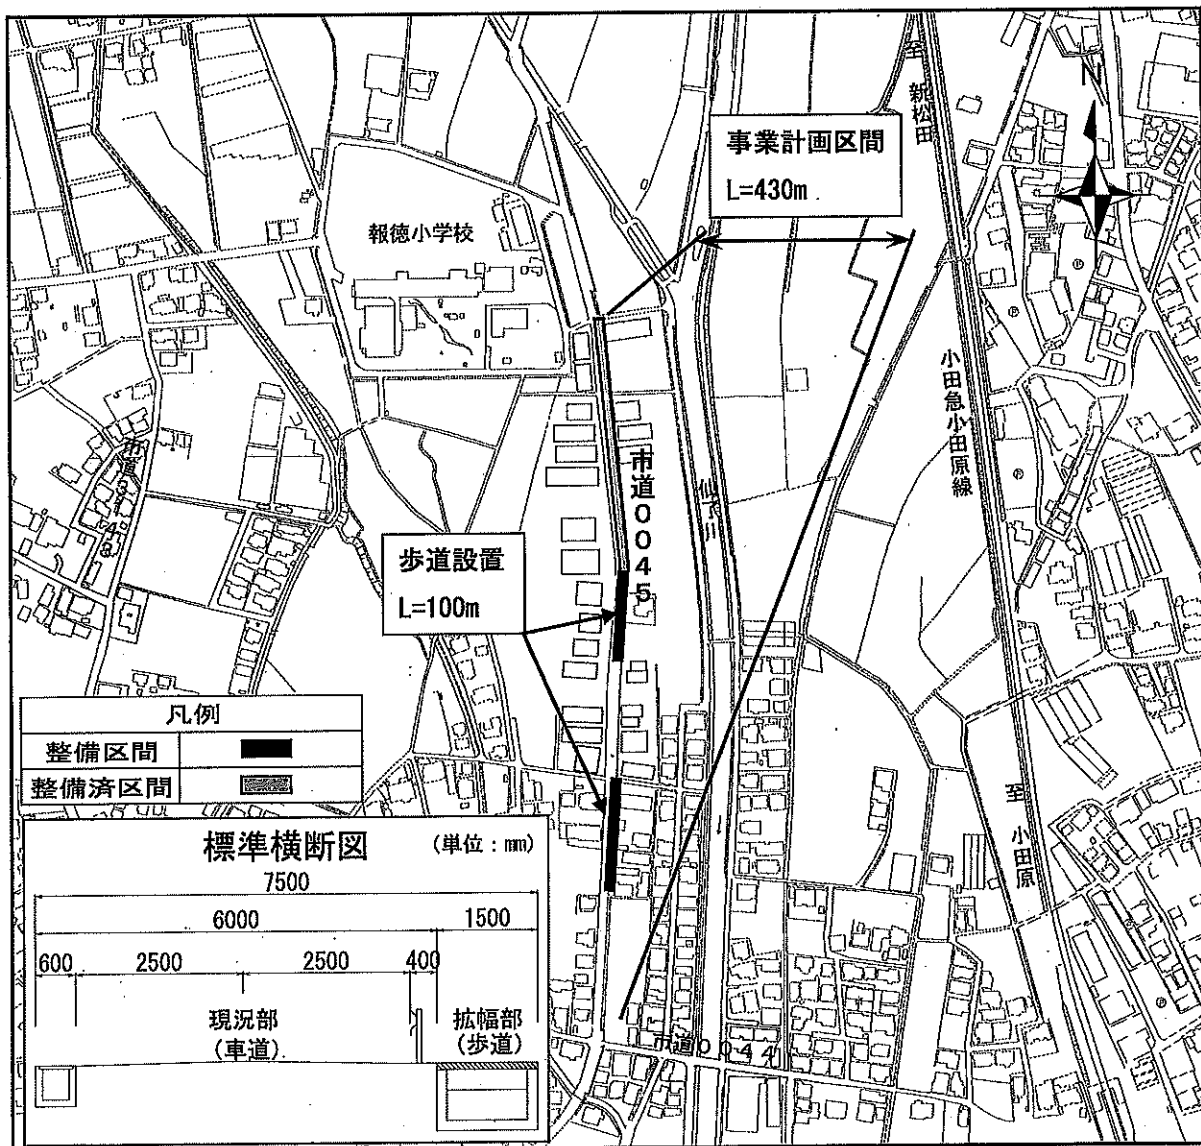 至 新松田
N
事業計画区間
L=430m
報徳小学校
小田急小田原線
市道0045
仙了川
歩道設置
L=100m
凡例
整備区間
整備済区間
至 小田原
標準横断図 (単位：mm)
7500
6000 1500
600 2500 2500 400
現況部
(車道)
拡幅部
(歩道)
市道0044